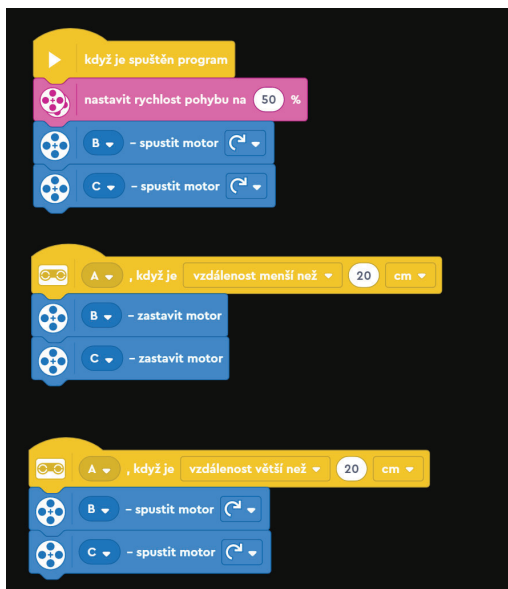 když je spuštěn program
nastavit rychlost pohybu na 50 %
B – spustit motor
C – spustit motor
A , když je vzdálenost menší než 20 cm
B – zastavit motor
C – zastavit motor
A , když je vzdálenost větší než 20 cm
B – spustit motor
C – spustit motor